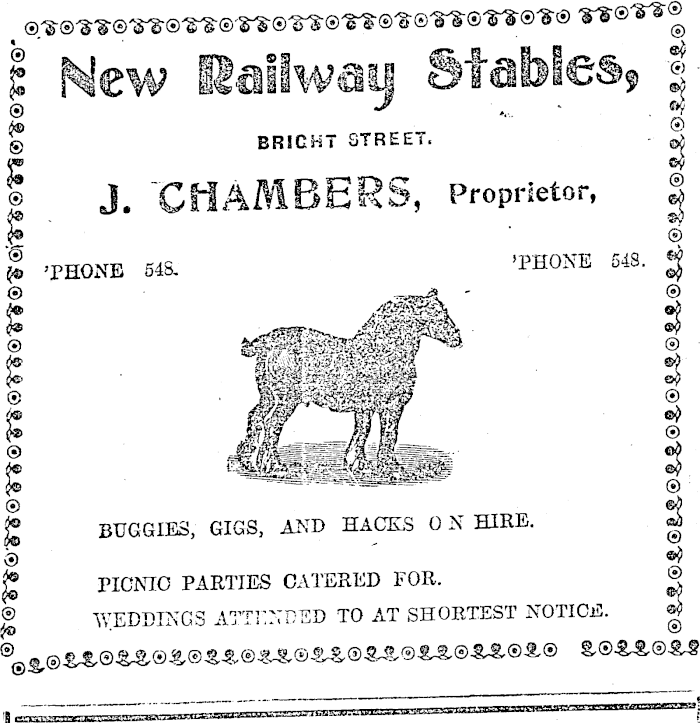 New Railway Stables,
BRIGHT STREET.
J. CHAMBERS, Proprietor,
'PHONE 548. 'PHONE 548.
BUGGIES, GIGS, AND HACKS ON HIRE.
PICNIC PARTIES CATERED FOR.
WEDDINGS ATTENDED TO AT SHORTEST NOTICE.